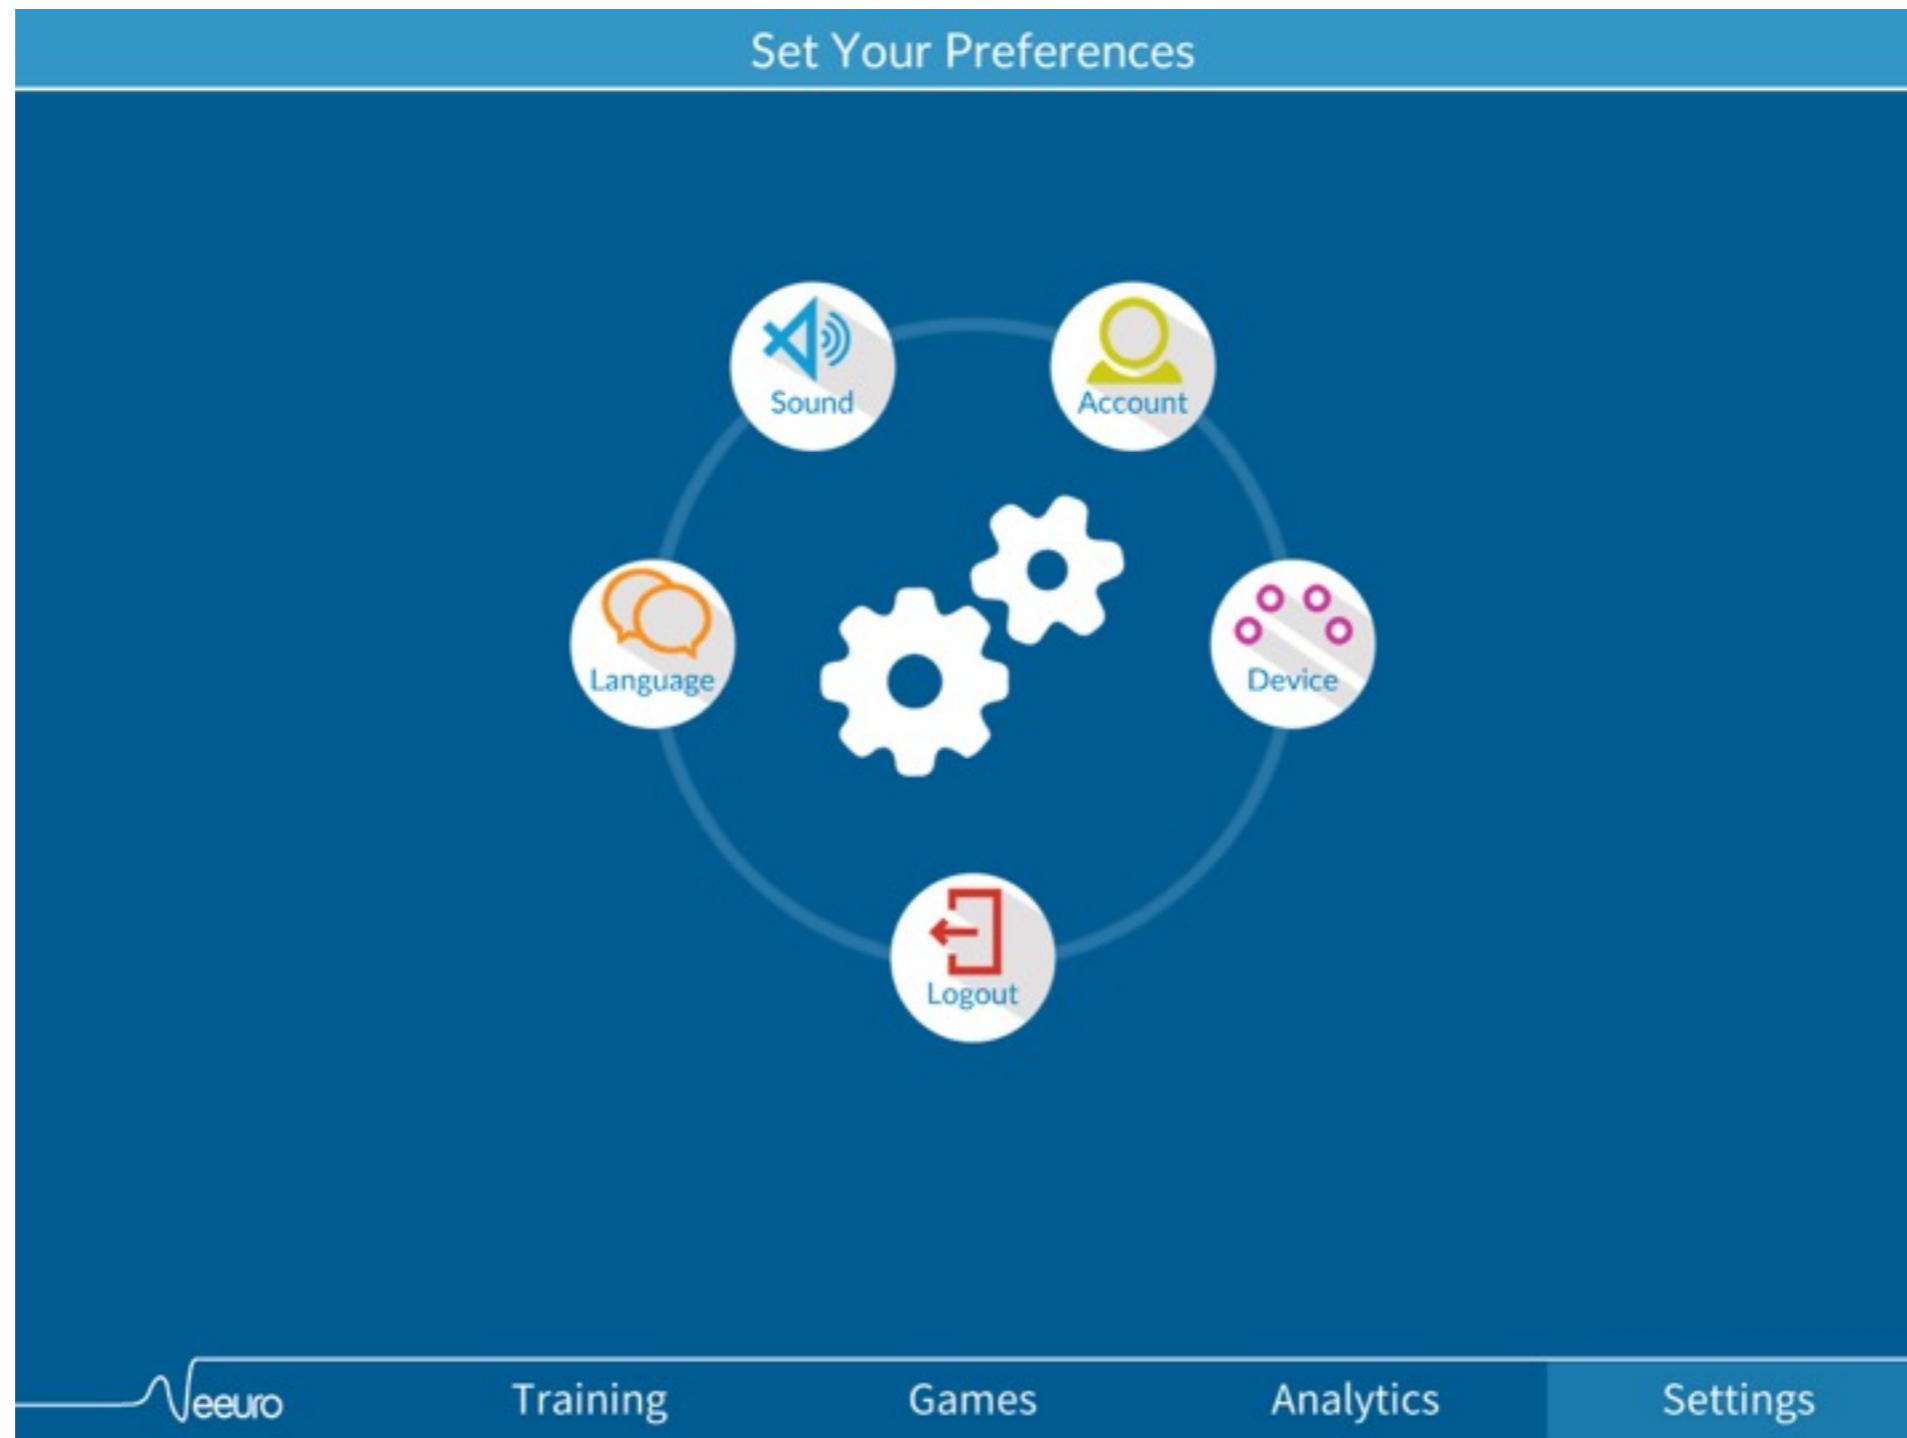 Set Your Preferences
Sound
Account
Language
Device
Logout
Neeuro
Training
Games
Analytics
Settings